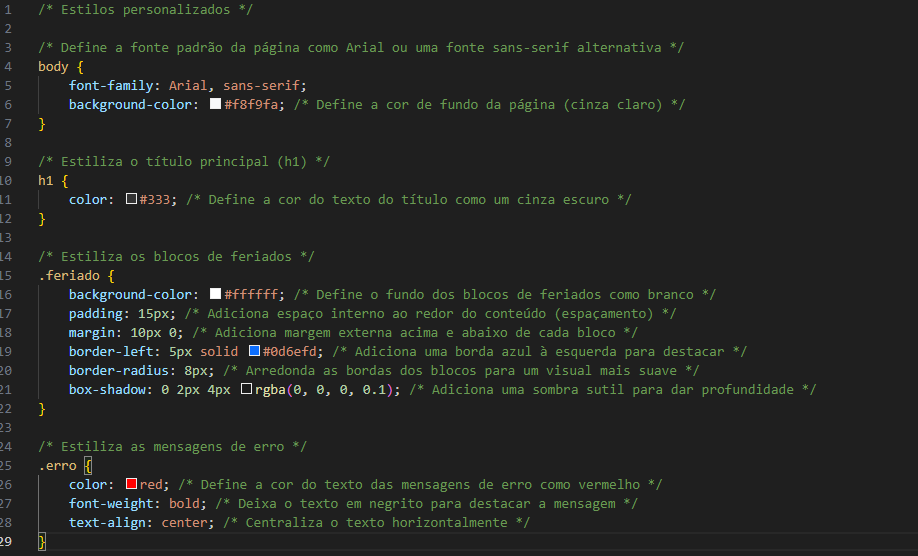 1 /* Estilos personalizados */
2
3 /* Define a fonte padrão da página como Arial ou uma fonte sans-serif alternativa */
4 body {
5     font-family: Arial, sans-serif;
6     background-color: #f8f9fa; /* Define a cor de fundo da página (cinza claro) */
7 }
8
9 /* Estiliza o título principal (h1) */
10 h1 {
11     color: #333; /* Define a cor do texto do título como um cinza escuro */
12 }
13
14 /* Estiliza os blocos de feriados */
15 .feriado {
16     background-color: #ffffff; /* Define o fundo dos blocos de feriados como branco */
17     padding: 15px; /* Adiciona espaço interno ao redor do conteúdo (espaçamento) */
18     margin: 10px 0; /* Adiciona margem externa acima e abaixo de cada bloco */
19     border-left: 5px solid #0d6efd; /* Adiciona uma borda azul à esquerda para destacar */
20     border-radius: 8px; /* Arredonda as bordas dos blocos para um visual mais suave */
21     box-shadow: 0 2px 4px rgba(0, 0, 0, 0.1); /* Adiciona uma sombra sutil para dar profundidade */
22 }
23
24 /* Estiliza as mensagens de erro */
25 .erro {
26     color: red; /* Define a cor do texto das mensagens de erro como vermelho */
27     font-weight: bold; /* Deixa o texto em negrito para destacar a mensagem */
28     text-align: center; /* Centraliza o texto horizontalmente */
29 }